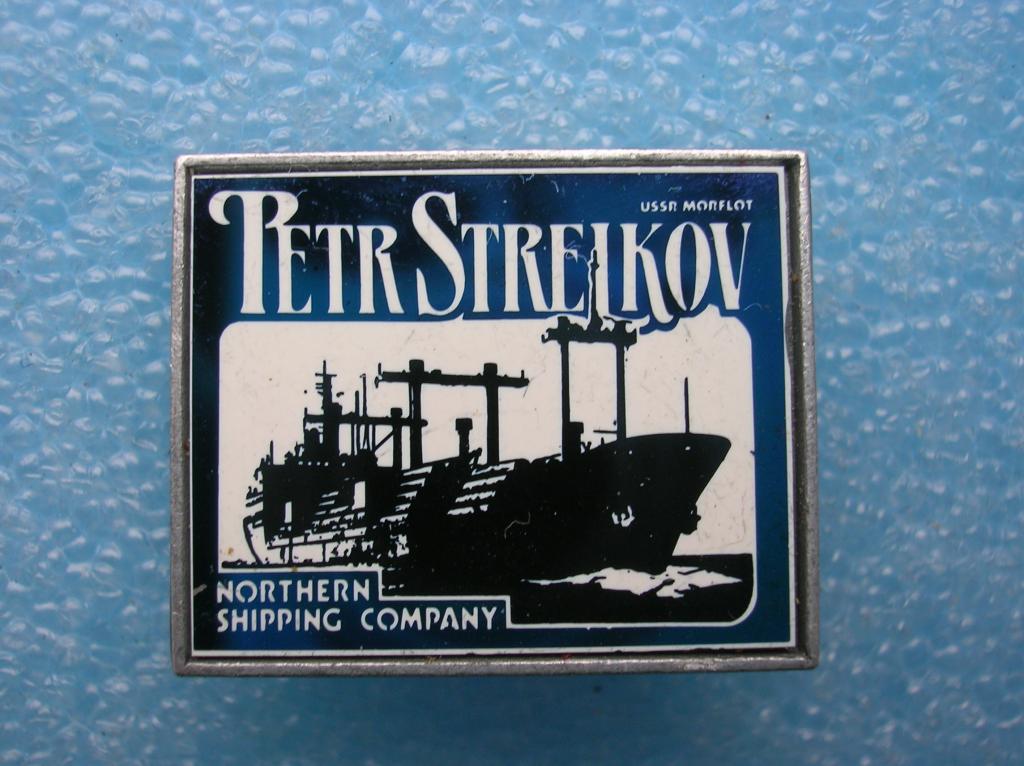 PETR STRELKOV
USSR MORFLOT
NORTHERN
SHIPPING COMPANY